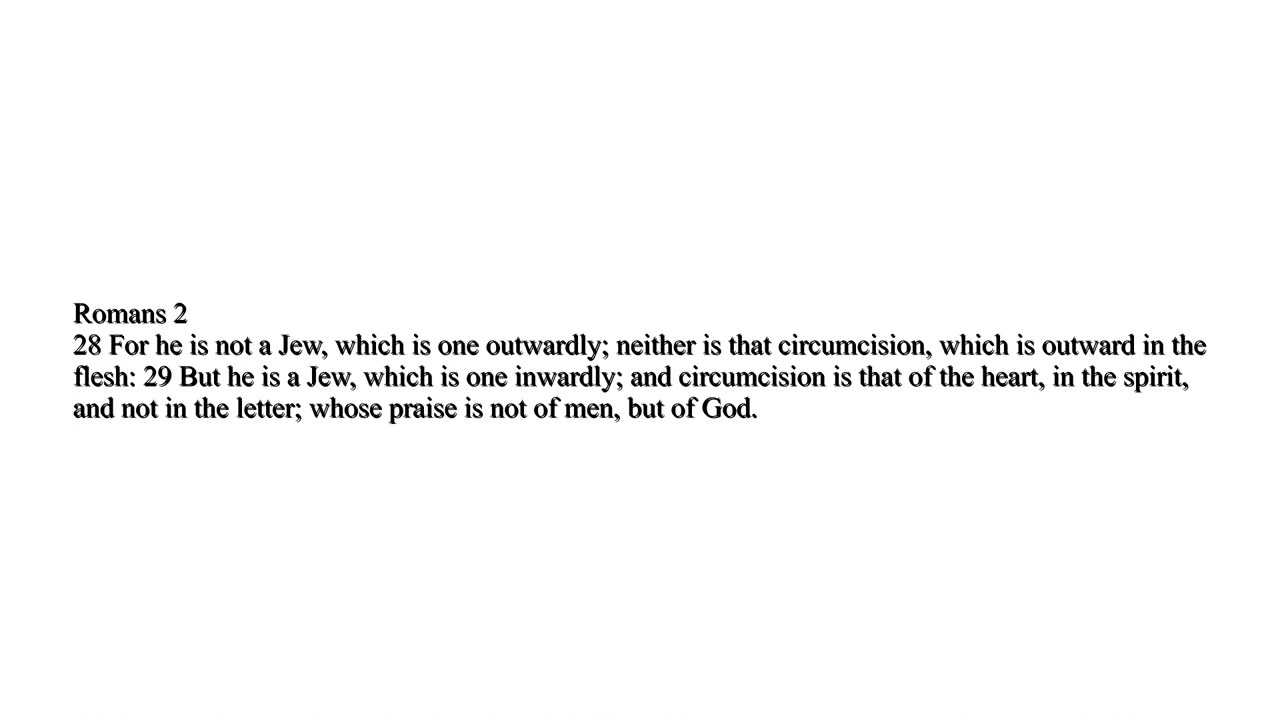 Romans 2
28 For he is not a Jew, which is one outwardly; neither is that circumcision, which is outward in the
flesh: 29 But he is a Jew, which is one inwardly; and circumcision is that of the heart, in the spirit,
and not in the letter; whose praise is not of men, but of God.